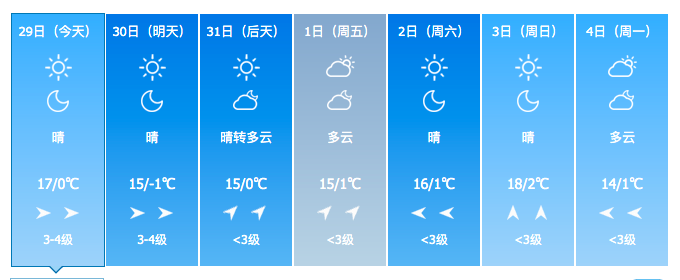 29日（今天）
30日（明天）
31日（后天）
1日（周五）
2日（周六）
3日（周日）
4日（周一）
晴
晴
晴转多云
多云
晴
晴
多云
17/0℃
15/-1℃
15/0℃
15/1℃
16/1℃
18/2℃
14/1℃
3-4级
3-4级
<3级
<3级
<3级
<3级
<3级